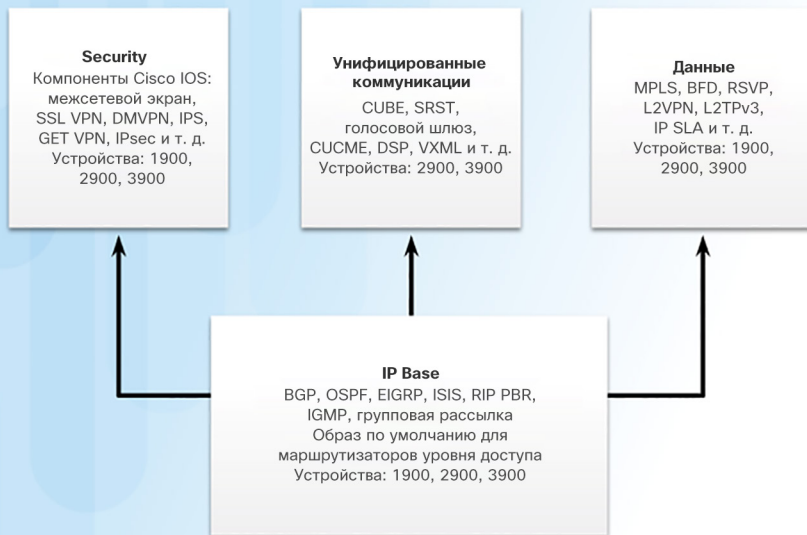 Security
Компоненты Cisco IOS:
межсетевой экран,
SSL VPN, DMVPN, IPS,
GET VPN, IPsec и т. д.
Устройства: 1900,
2900, 3900
Унифицированные
коммуникации
CUBE, SRST,
голосовой шлюз,
CUCME, DSP, VXML и т. д.
Устройства: 2900, 3900
Данные
MPLS, BFD, RSVP,
L2VPN, L2TPv3,
IP SLA и т. д.
Устройства: 1900,
2900, 3900
IP Base
BGP, OSPF, EIGRP, ISIS, RIP PBR,
IGMP, групповая рассылка
Образ по умолчанию для
маршрутизаторов уровня доступа
Устройства: 1900, 2900, 3900